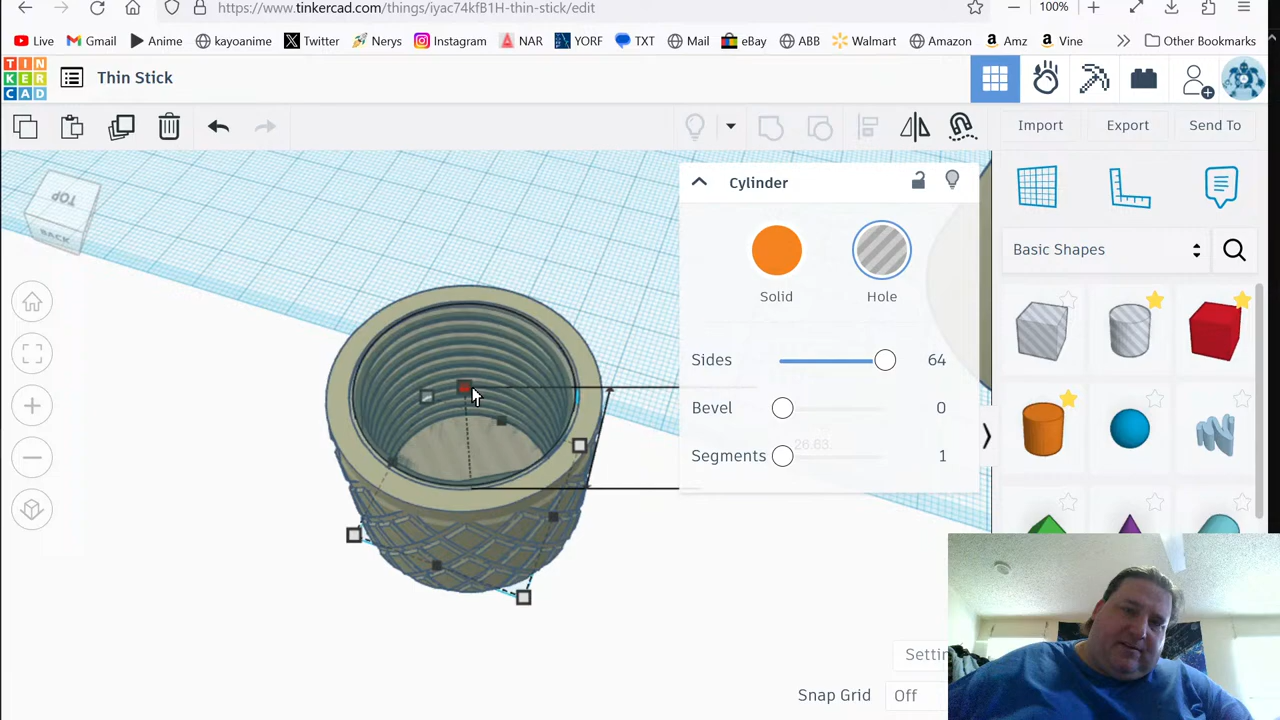 https://www.tinkercad.com/things/iyac74kfB1H-thin-stick/edit
100%
Live
Gmail
Anime
kayoanime
Twitter
Nerys
Instagram
NAR
YORF
TXT
Mail
eBay
ABB
Walmart
Amazon
Amz
Vine
Other Bookmarks
TIN
KER
CAD
Thin Stick
Import
Export
Send To
TOP
BACK
Cylinder
Solid
Hole
Sides 64
Bevel 0
26.63
Segments 1
Basic Shapes
Snap Grid Off